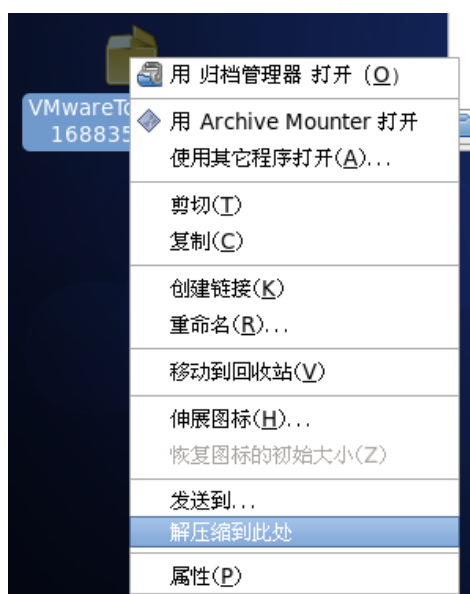 用 归档管理器 打开 (O)
VMwareTo
16883
用 Archive Mounter 打开
使用其它程序打开(A)...
剪切(T)
复制(C)
创建链接(K)
重命名(R)...
移动到回收站(V)
伸展图标(H)...
恢复图标的初始大小(Z)
发送到...
解压缩到此处
属性(P)